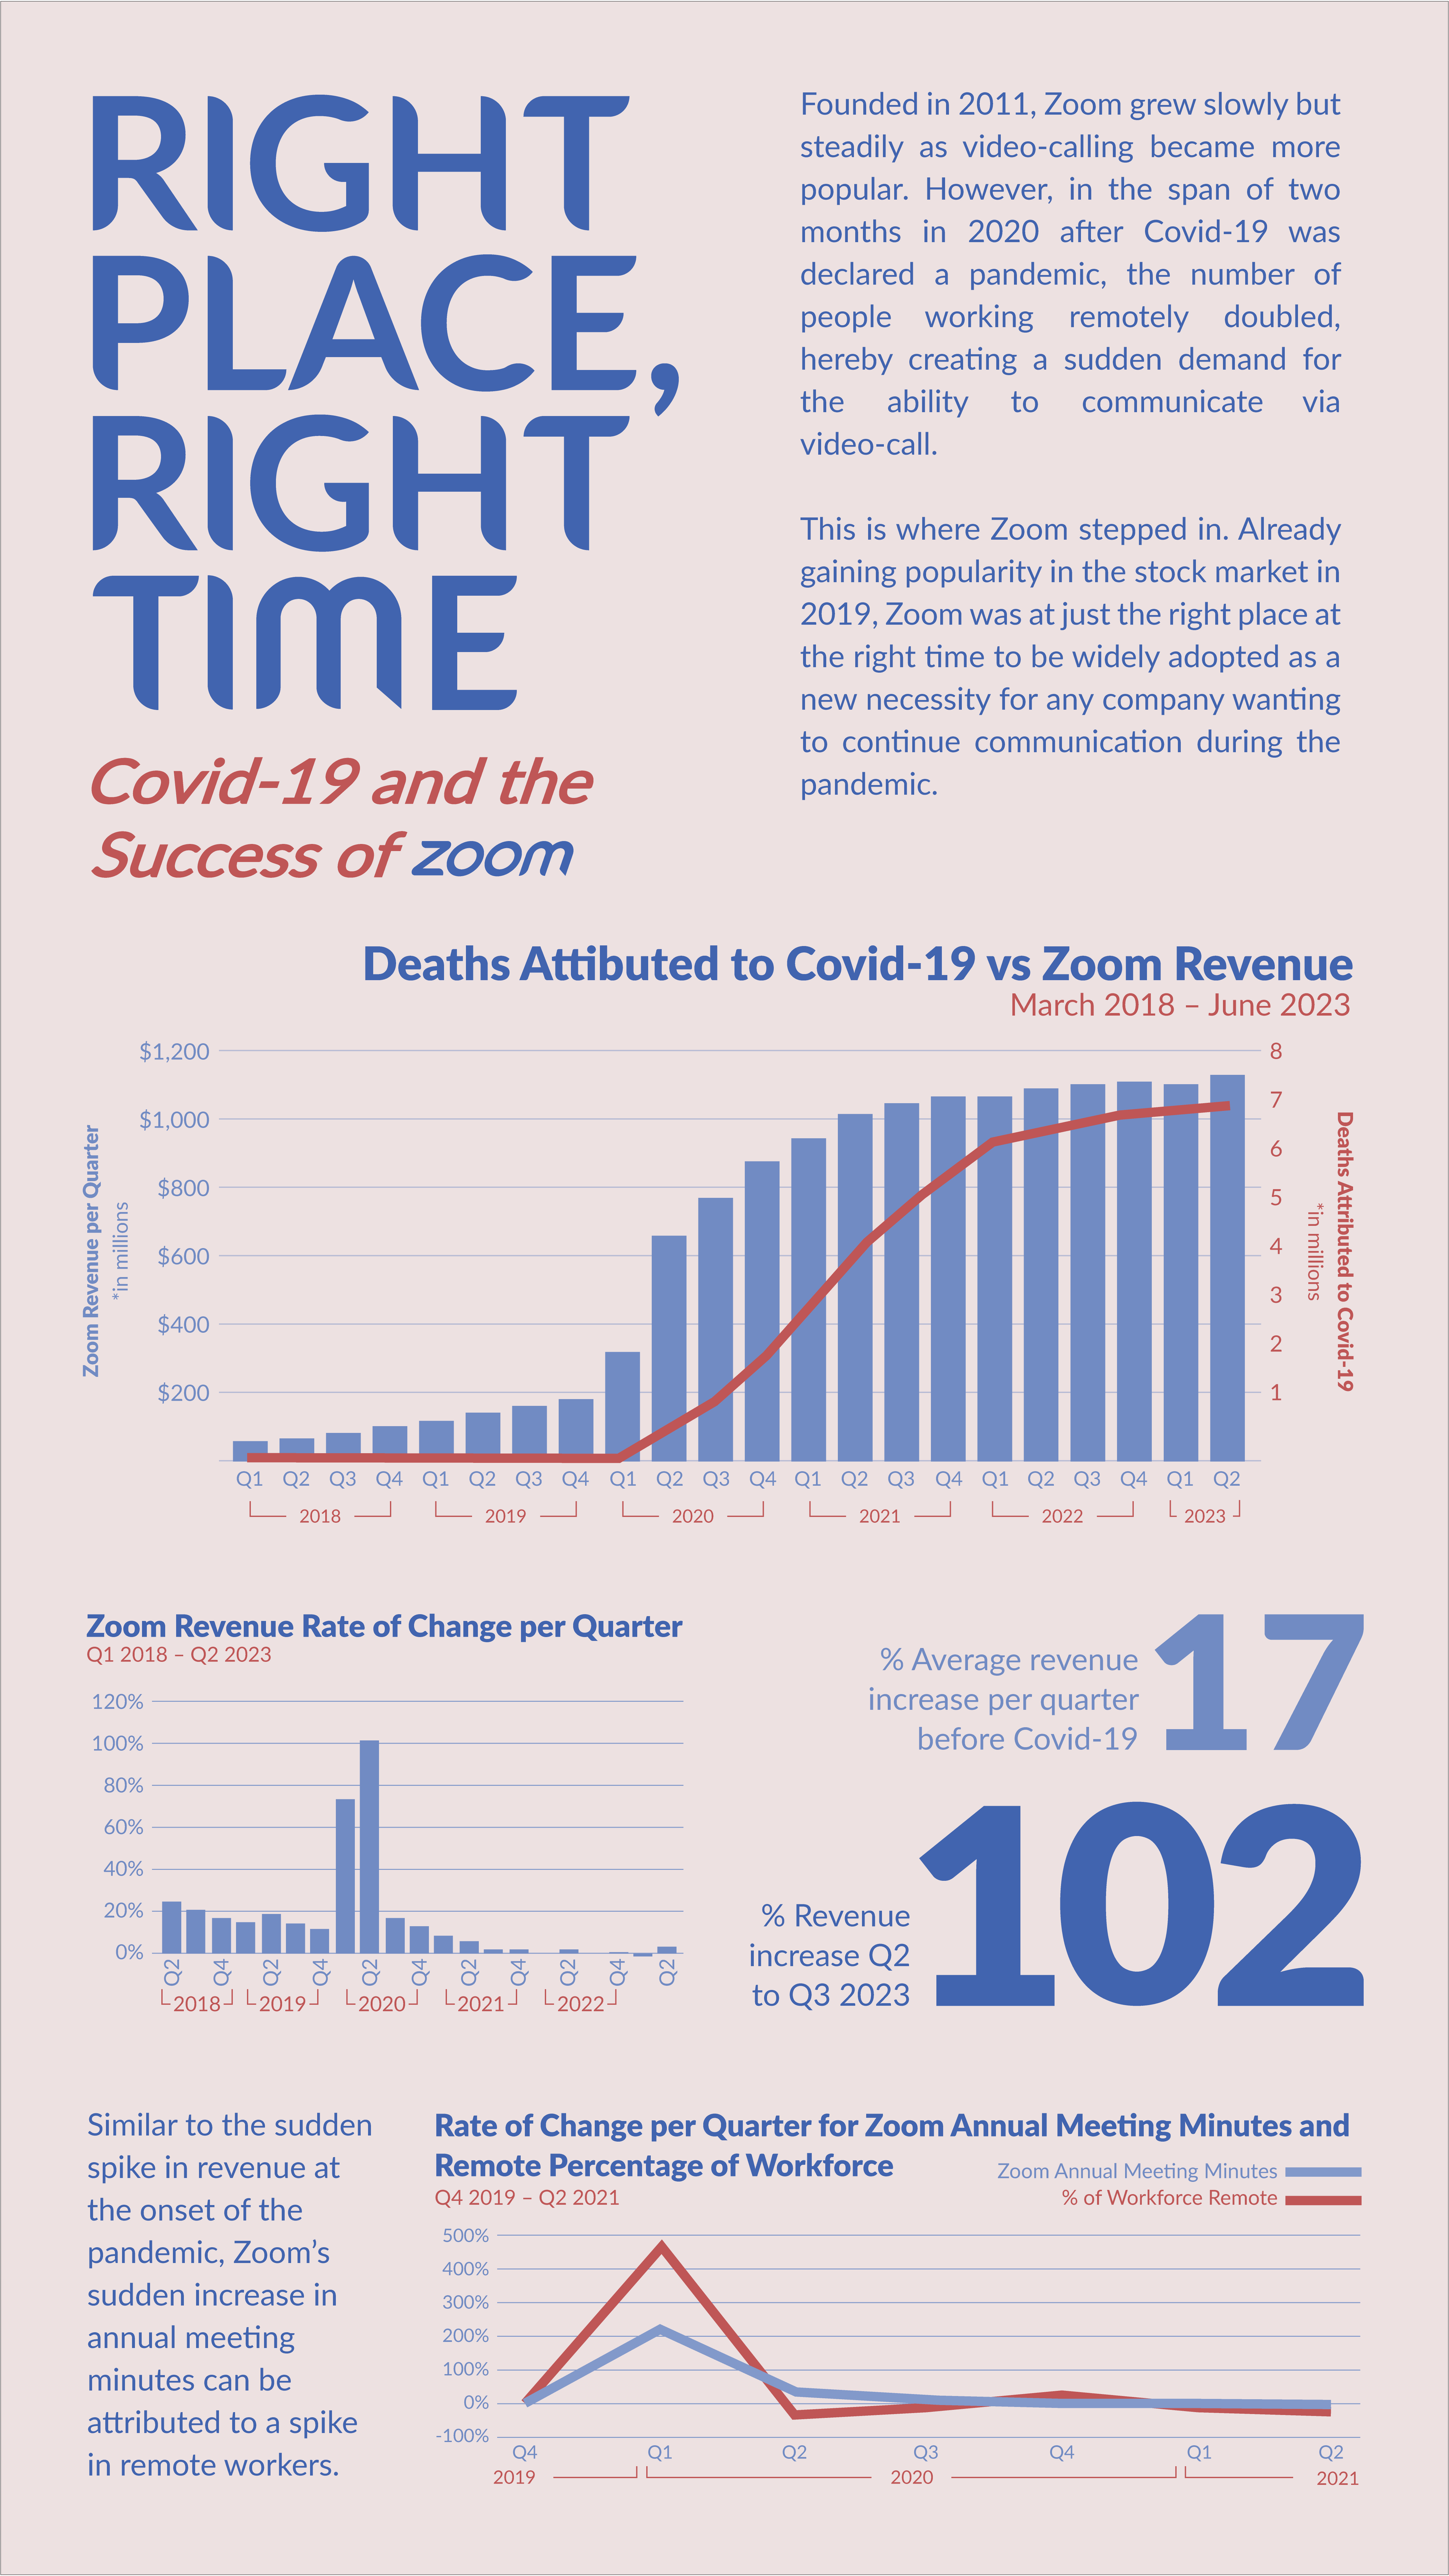 RIGHT
PLACE,
RIGHT
TIME
Covid-19 and the
Success of zoom
Founded in 2011, Zoom grew slowly but
steadily as video-calling became more
popular. However, in the span of two
months in 2020 after Covid-19 was
declared a pandemic, the number of
people working remotely doubled,
hereby creating a sudden demand for
the ability to communicate via
video-call.
This is where Zoom stepped in. Already
gaining popularity in the stock market in
2019, Zoom was at just the right place at
the right time to be widely adopted as a
new necessity for any company wanting
to continue communication during the
pandemic.
Deaths Attibuted to Covid-19 vs Zoom Revenue
March 2018 – June 2023
Zoom Revenue per Quarter
*in millions
$1,200
$1,000
$800
$600
$400
$200
8
7
6
5
4
3
2
1
Deaths Attributed to Covid-19
*in millions
Q1 Q2 Q3 Q4 Q1 Q2 Q3 Q4 Q1 Q2 Q3 Q4 Q1 Q2 Q3 Q4 Q1 Q2 Q3 Q4 Q1 Q2
2018 2019 2020 2021 2022 2023
Zoom Revenue Rate of Change per Quarter
Q1 2018 – Q2 2023
120%
100%
80%
60%
40%
20%
0%
Q2 Q4 Q2 Q4 Q2 Q4 Q2 Q4 Q2 Q4 Q2
2018 2019 2020 2021 2022
% Average revenue
increase per quarter
before Covid-19
17
% Revenue
increase Q2
to Q3 2023
102
Similar to the sudden
spike in revenue at
the onset of the
pandemic, Zoom's
sudden increase in
annual meeting
minutes can be
attributed to a spike
in remote workers.
Rate of Change per Quarter for Zoom Annual Meeting Minutes and
Remote Percentage of Workforce
Q4 2019 – Q2 2021
Zoom Annual Meeting Minutes
% of Workforce Remote
500%
400%
300%
200%
100%
0%
-100%
Q4 Q1 Q2 Q3 Q4 Q1 Q2
2019 2020 2021